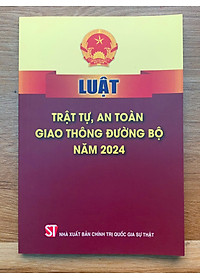 LUẬT
TRẬT TỰ, AN TOÀN
GIAO THÔNG ĐƯỜNG BỘ
NĂM 2024
ST NHÀ XUẤT BẢN CHÍNH TRỊ QUỐC GIA SỰ THẬT